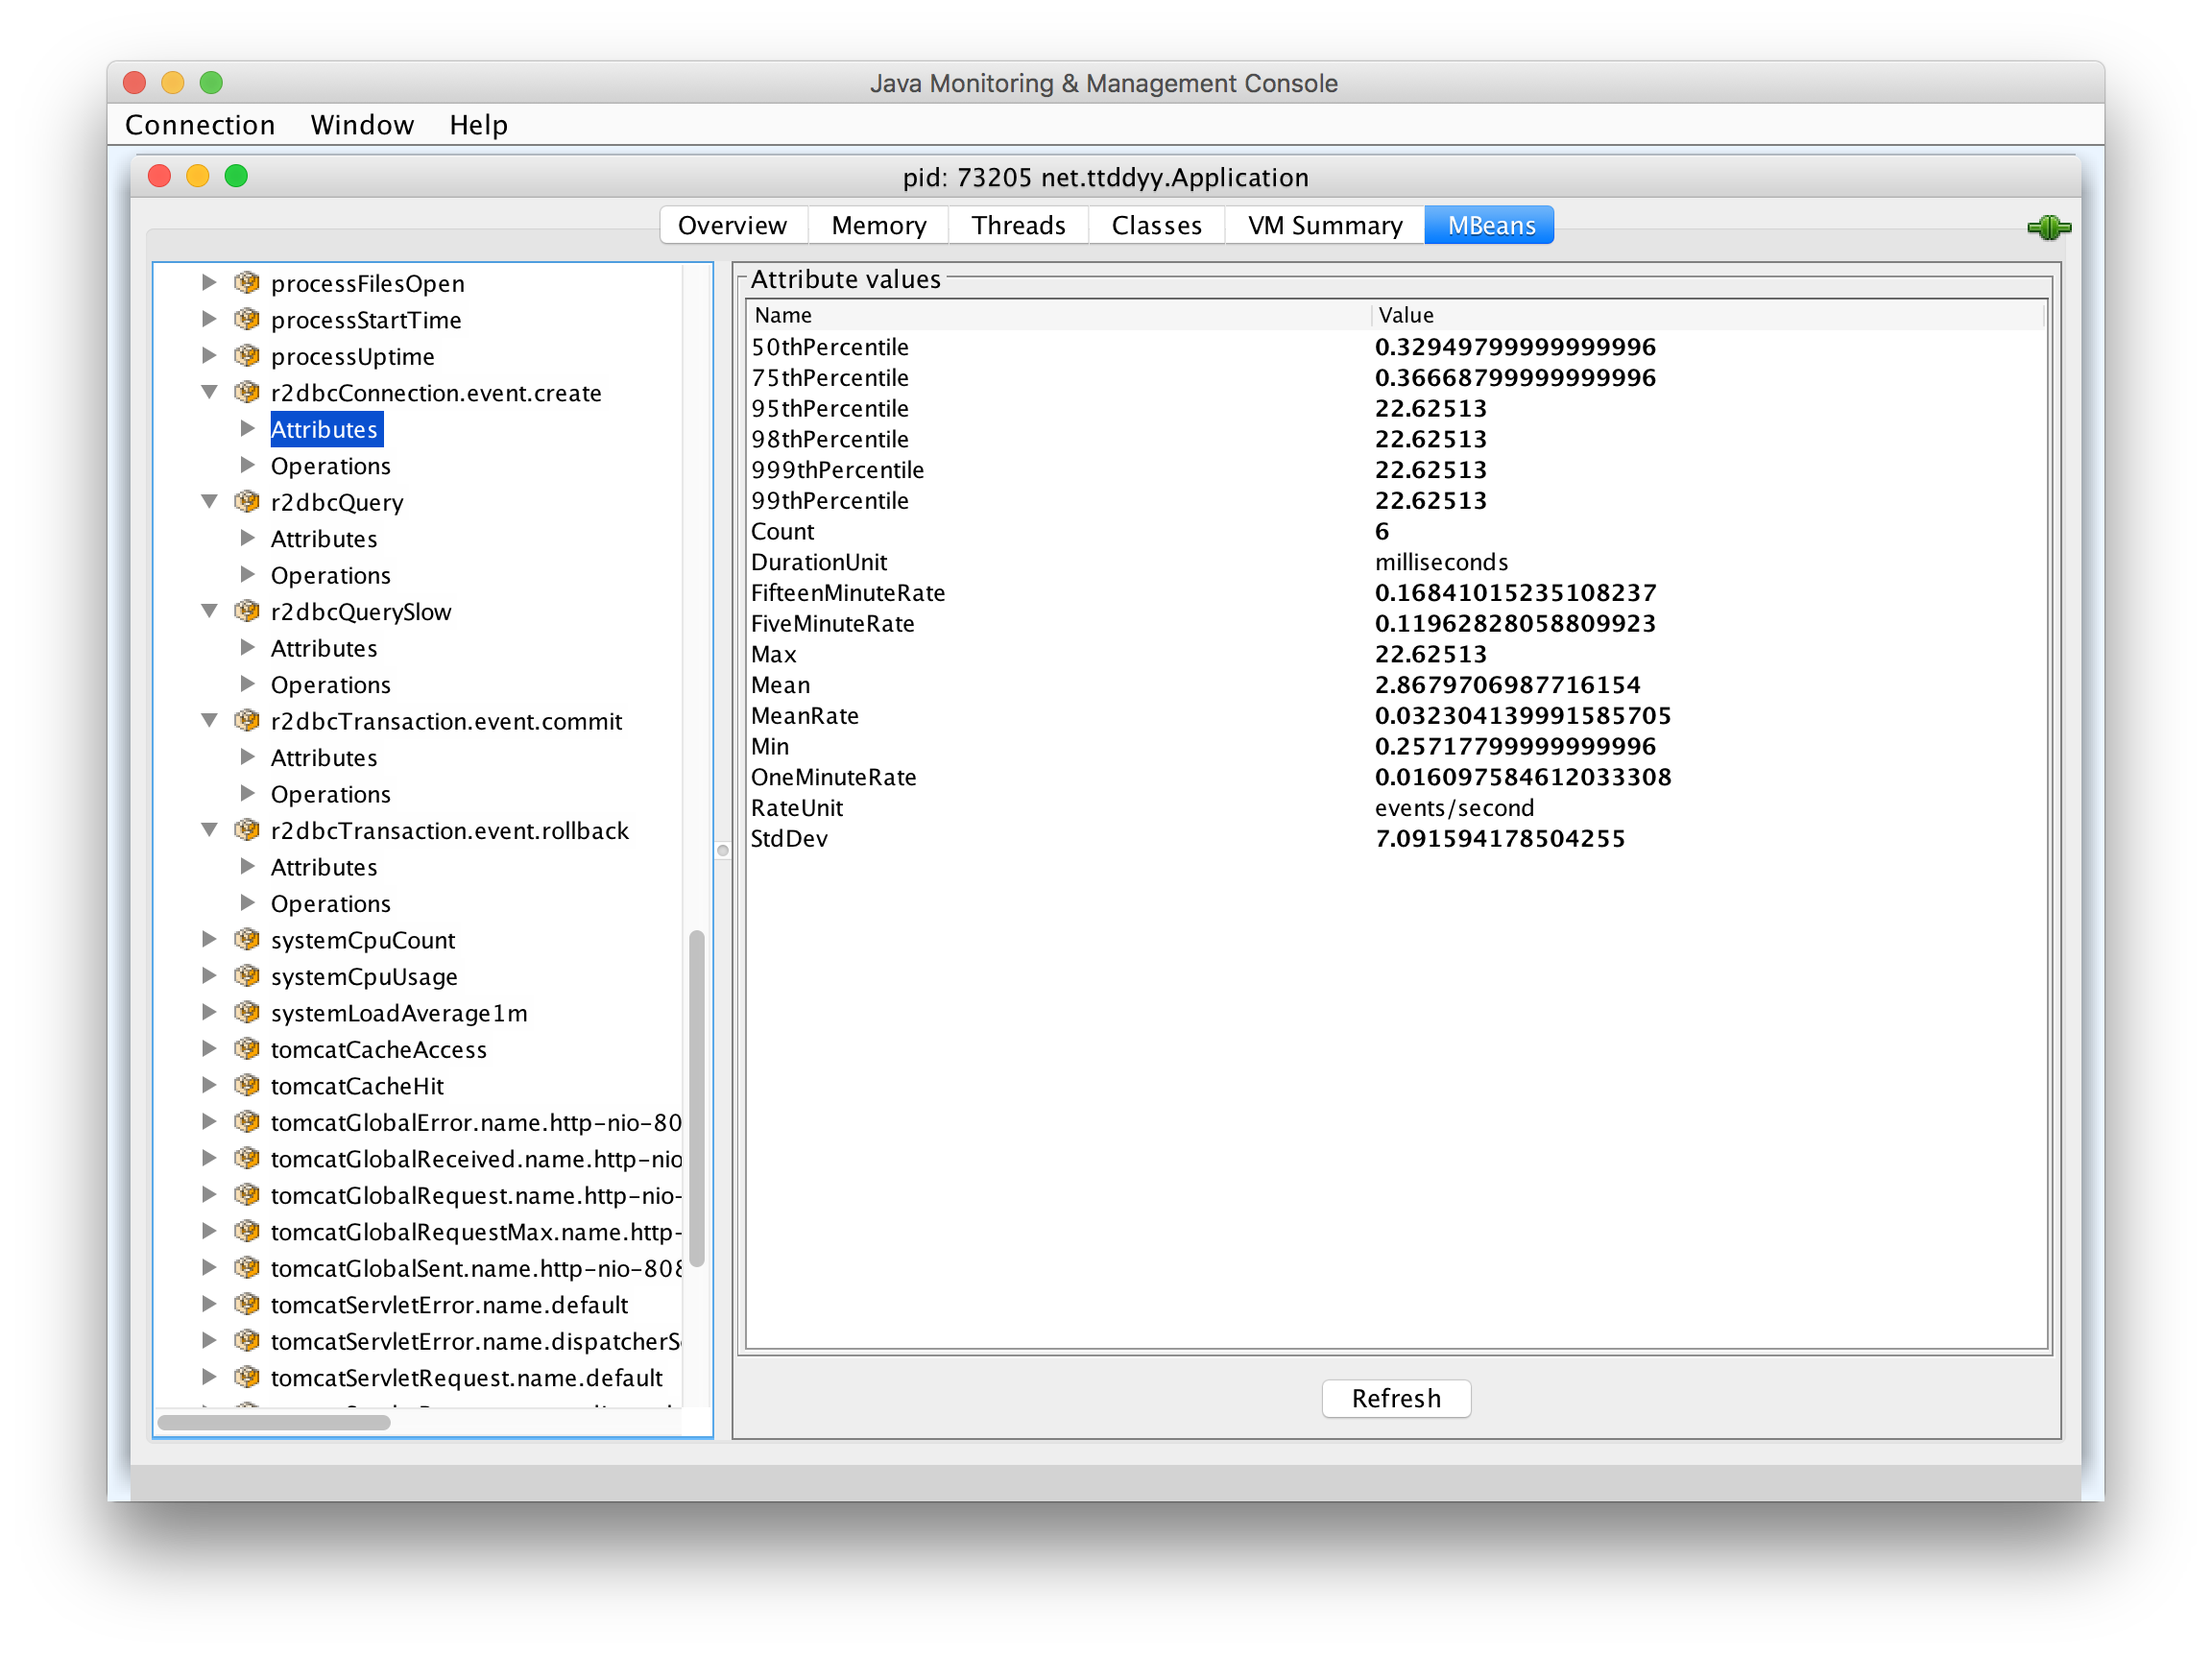 Java Monitoring & Management Console
Connection Window Help
pid: 73205 net.ttddyy.Application
Overview Memory Threads Classes VM Summary MBeans
processFilesOpen
processStartTime
processUptime
r2dbcConnection.event.create
Attributes
Operations
r2dbcQuery
Attributes
Operations
r2dbcQuerySlow
Attributes
Operations
r2dbcTransaction.event.commit
Attributes
Operations
r2dbcTransaction.event.rollback
Attributes
Operations
systemCpuCount
systemCpuUsage
systemLoadAverage1m
tomcatCacheAccess
tomcatCacheHit
tomcatGlobalError.name.http-nio-80
tomcatGlobalReceived.name.http-nio
tomcatGlobalRequest.name.http-nio-
tomcatGlobalRequestMax.name.http-
tomcatGlobalSent.name.http-nio-808
tomcatServletError.name.default
tomcatServletError.name.dispatcherS
tomcatServletRequest.name.default
Attribute values
Name Value
50thPercentile 0.32949799999999996
75thPercentile 0.36668799999999996
95thPercentile 22.62513
98thPercentile 22.62513
999thPercentile 22.62513
99thPercentile 22.62513
Count 6
DurationUnit milliseconds
FifteenMinuteRate 0.16841015235108237
FiveMinuteRate 0.11962828058809923
Max 22.62513
Mean 2.8679706987716154
MeanRate 0.032304139991585705
Min 0.25717799999999996
OneMinuteRate 0.016097584612033308
RateUnit events/second
StdDev 7.091594178504255
Refresh